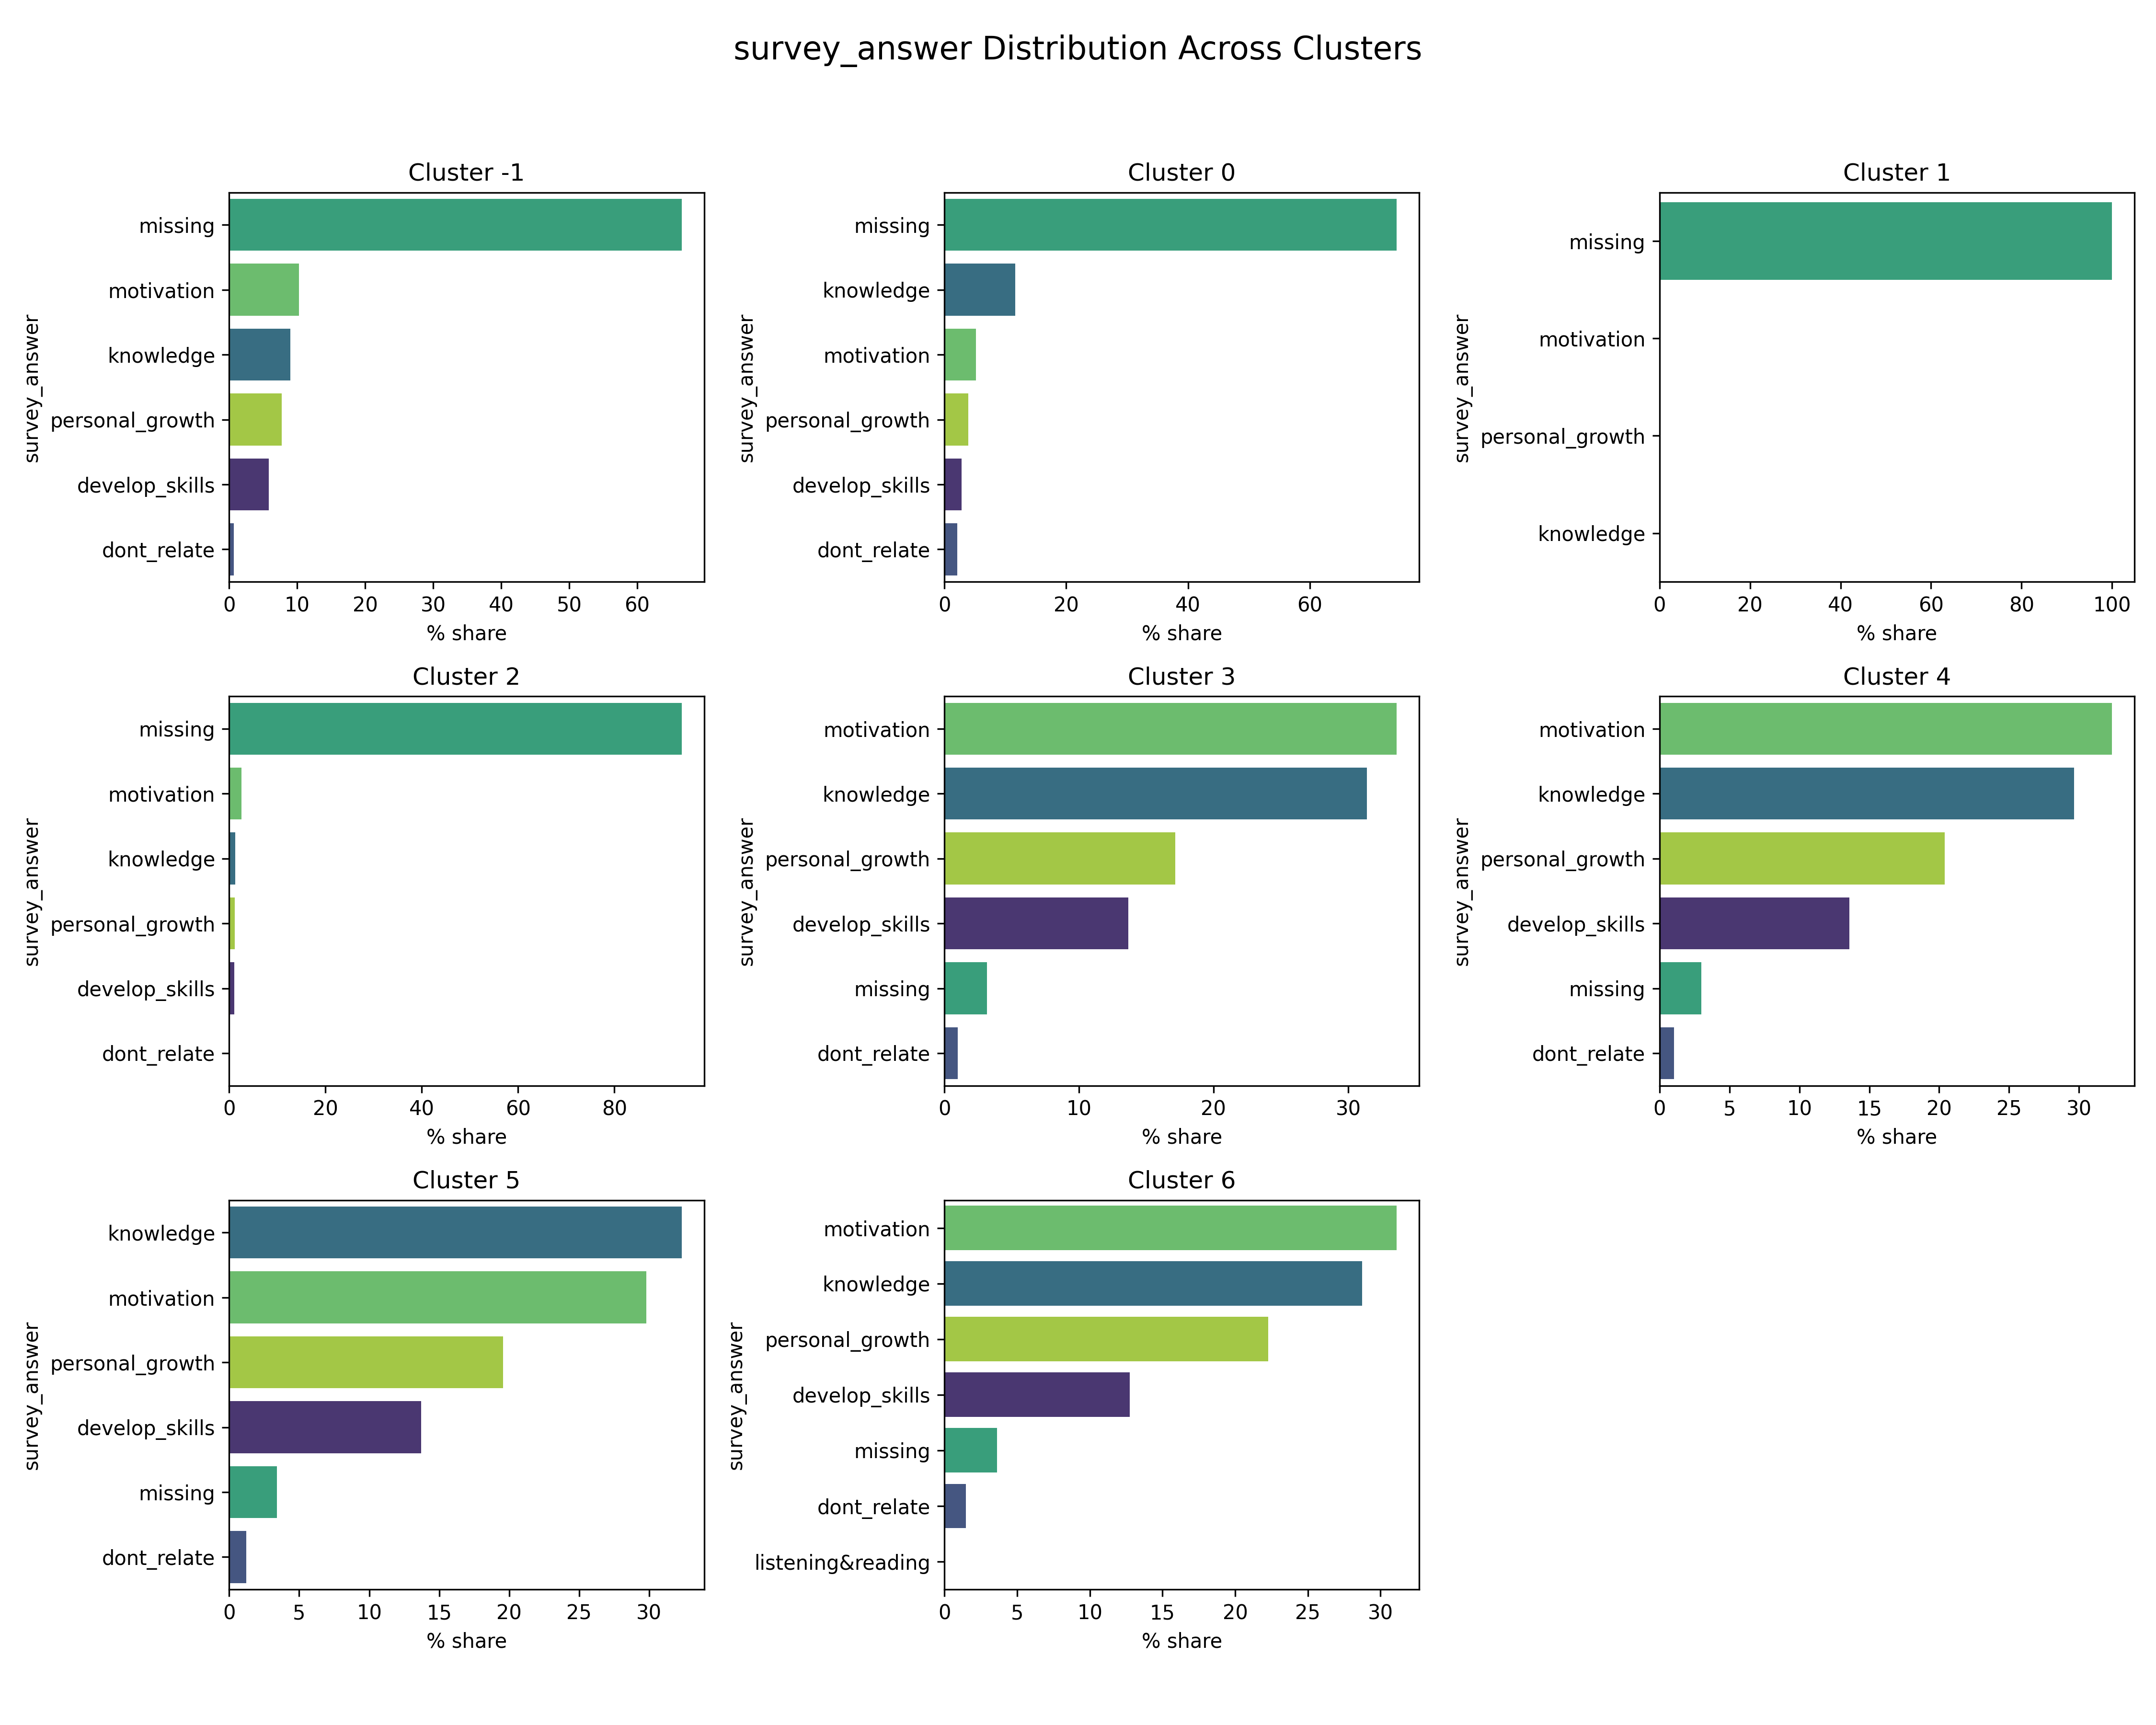 survey_answer Distribution Across Clusters
Cluster -1
survey_answer
missing
motivation
knowledge
personal_growth
develop_skills
dont_relate
0 10 20 30 40 50 60
% share
Cluster 0
survey_answer
missing
knowledge
motivation
personal_growth
develop_skills
dont_relate
0 20 40 60
% share
Cluster 1
survey_answer
missing
motivation
personal_growth
knowledge
0 20 40 60 80 100
% share
Cluster 2
survey_answer
missing
motivation
knowledge
personal_growth
develop_skills
dont_relate
0 20 40 60 80
% share
Cluster 3
survey_answer
motivation
knowledge
personal_growth
develop_skills
missing
dont_relate
0 10 20 30
% share
Cluster 4
survey_answer
motivation
knowledge
personal_growth
develop_skills
missing
dont_relate
0 5 10 15 20 25 30
% share
Cluster 5
survey_answer
knowledge
motivation
personal_growth
develop_skills
missing
dont_relate
0 5 10 15 20 25 30
% share
Cluster 6
survey_answer
motivation
knowledge
personal_growth
develop_skills
missing
dont_relate
listening&reading
0 5 10 15 20 25 30
% share